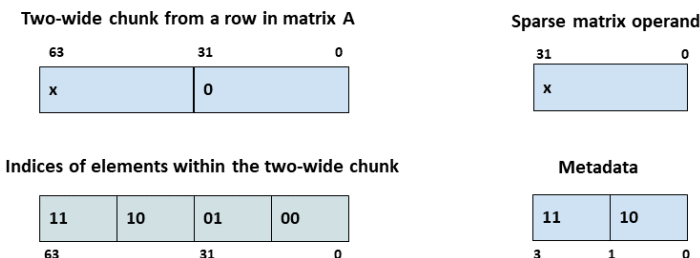 Two-wide chunk from a row in matrix A
Sparse matrix operand
63 31 0
31 0
x 0
x
Indices of elements within the two-wide chunk
Metadata
11 10 01 00
11 10
63 31 0
3 1 0